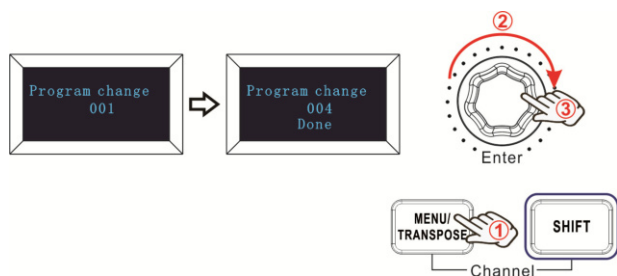 Program change
001
Program change
004
Done
②
③
Enter
MENU/
TRANSPOSE
①
SHIFT
Channel